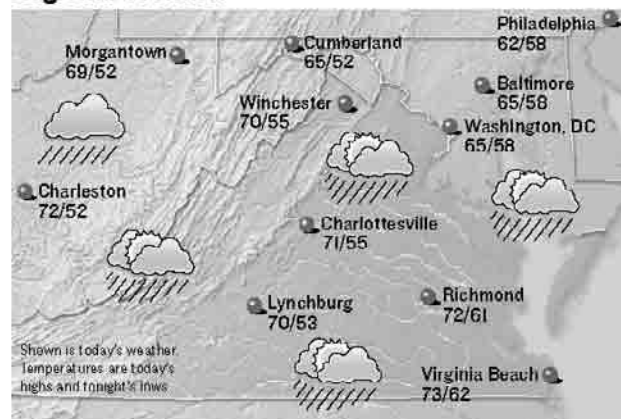 Philadelphia
62/58
Morgantown
69/52
Cumberland
65/52
Baltimore
65/58
Winchester
70/55
Washington, DC
65/58
Charleston
72/52
Charlottesville
71/55
Lynchburg
70/53
Richmond
72/61
Shown is today's weather.
Temperatures are today's
highs and tonight's lows
Virginia Beach
73/62